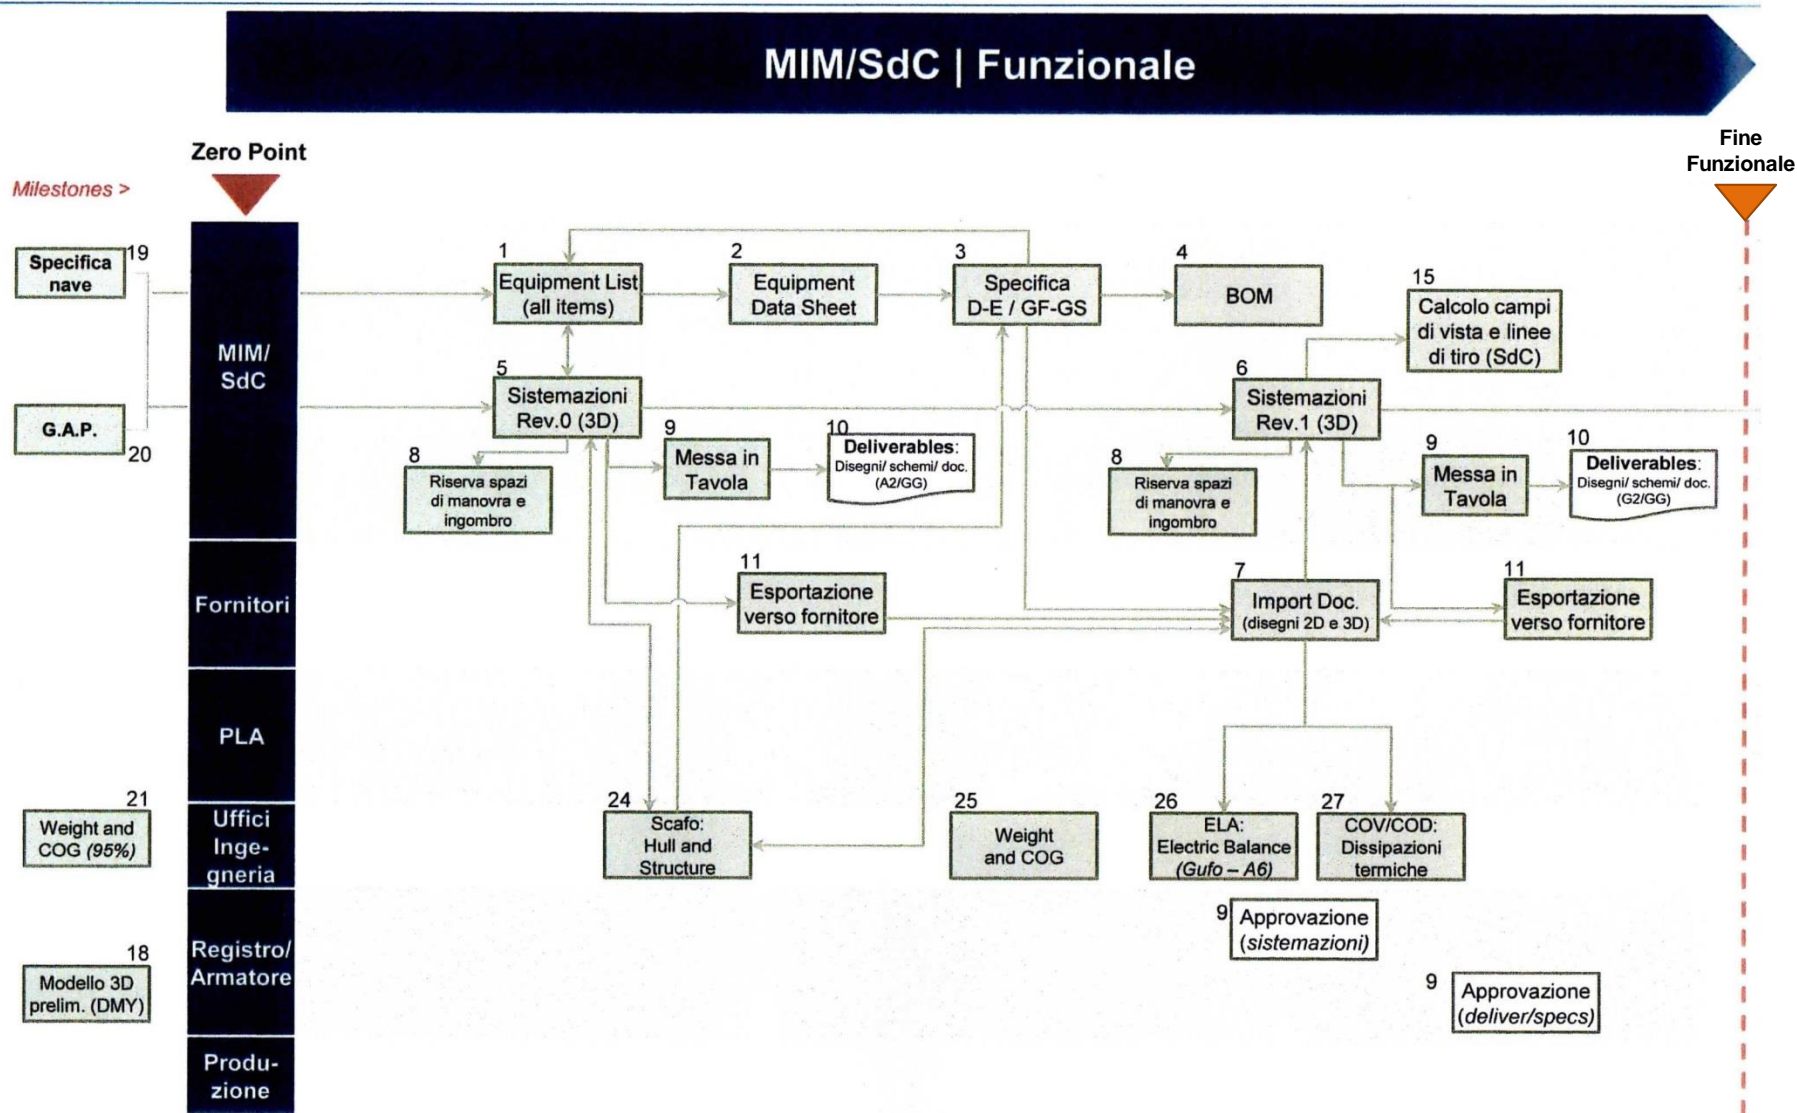 MIM/SdC | Funzionale
Zero Point
Fine
Funzionale
Milestones >
19
Specifica
nave
G.A.P.
20
MIM/
SdC
1
Equipment List
(all items)
2
Equipment
Data Sheet
3
Specifica
D-E / GF-GS
4
BOM
15
Calcolo campi
di vista e linee
di tiro (SdC)
5
Sistemazioni
Rev.0 (3D)
6
Sistemazioni
Rev.1 (3D)
8
Riserva spazi
di manovra e
ingombro
9
Messa in
Tavola
10
Deliverables:
Disegni/ schemi/ doc.
(A2/GG)
8
Riserva spazi
di manovra e
ingombro
9
Messa in
Tavola
10
Deliverables:
Disegni/ schemi/ doc.
(G2/GG)
Fornitori
11
Esportazione
verso fornitore
7
Import Doc.
(disegni 2D e 3D)
11
Esportazione
verso fornitore
PLA
21
Weight and
COG (95%)
Uffici
Inge-
gneria
24
Scafo:
Hull and
Structure
25
Weight
and COG
26
ELA:
Electric Balance
(Gufo – A6)
27
COV/COD:
Dissipazioni
termiche
18
Modello 3D
prelim. (DMY)
Registro/
Armatore
9
Approvazione
(sistemazioni)
9
Approvazione
(deliver/specs)
Produ-
zione